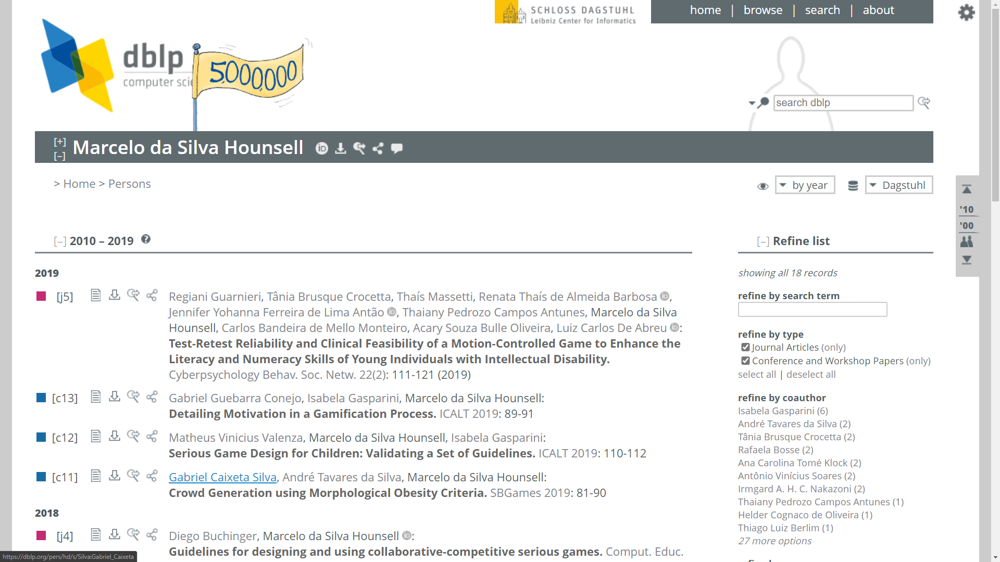 SCHLOSS DAGSTUHL
Leibniz Center for Informatics
home | browse | search | about
dblp
computer scie
5,000,000
search dblp
[+]
[–]
Marcelo da Silva Hounsell
> Home > Persons
by year
Dagstuhl
'10
'00
[–] 2010 – 2019
2019
[j5]
Regiani Guarnieri, Tânia Brusque Crocetta, Thaís Massetti, Renata Thaís de Almeida Barbosa,
Jennifer Yohanna Ferreira de Lima Antão, Thaiany Pedrozo Campos Antunes, Marcelo da Silva
Hounsell, Carlos Bandeira de Mello Monteiro, Acary Souza Bulle Oliveira, Luiz Carlos De Abreu:
Test-Retest Reliability and Clinical Feasibility of a Motion-Controlled Game to Enhance the
Literacy and Numeracy Skills of Young Individuals with Intellectual Disability.
Cyberpsychology Behav. Soc. Netw. 22(2): 111-121 (2019)
[c13]
Gabriel Guebarra Conejo, Isabela Gasparini, Marcelo da Silva Hounsell:
Detailing Motivation in a Gamification Process. ICALT 2019: 89-91
[c12]
Matheus Vinicius Valenza, Marcelo da Silva Hounsell, Isabela Gasparini:
Serious Game Design for Children: Validating a Set of Guidelines. ICALT 2019: 110-112
[c11]
Gabriel Caixeta Silva, André Tavares da Silva, Marcelo da Silva Hounsell:
Crowd Generation using Morphological Obesity Criteria. SBGames 2019: 81-90
2018
[j4]
Diego Buchinger, Marcelo da Silva Hounsell:
Guidelines for designing and using collaborative-competitive serious games. Comput. Educ.
[–] Refine list
showing all 18 records
refine by search term
refine by type
Journal Articles (only)
Conference and Workshop Papers (only)
select all | deselect all
refine by coauthor
Isabela Gasparini (6)
André Tavares da Silva (2)
Tânia Brusque Crocetta (2)
Rafaela Bosse (2)
Ana Carolina Tomé Klock (2)
Antônio Vinícius Soares (2)
Irmgard A. H. C. Nakazoni (2)
Thaiany Pedrozo Campos Antunes (1)
Helder Cognaco de Oliveira (1)
Thiago Luiz Berlim (1)
27 more options
https://dblp.org/pers/hd/s/Silva:Gabriel_Caixeta